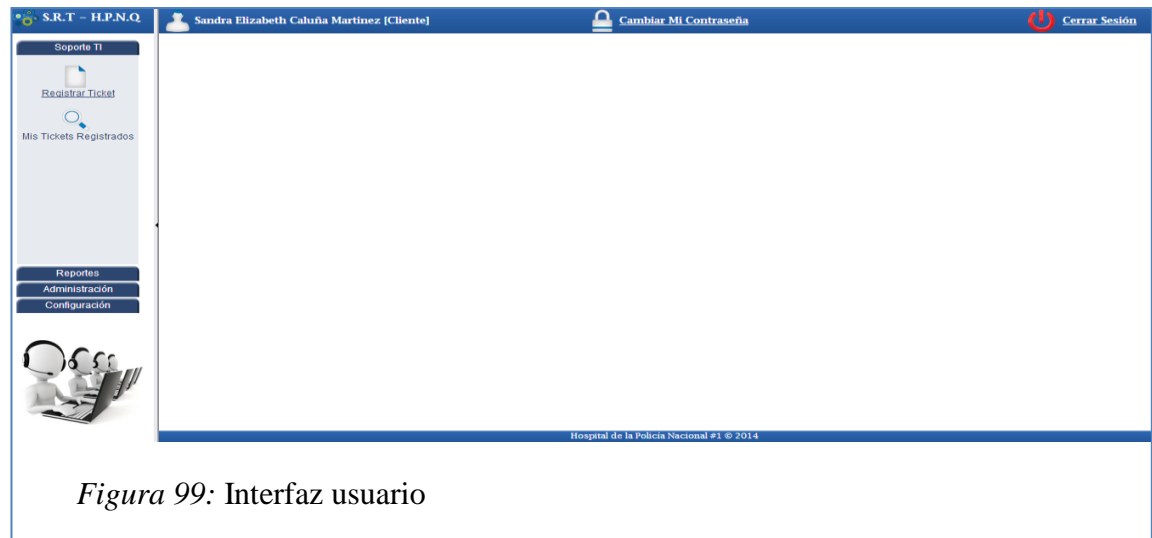 S.R.T – H.P.N.Q
Sandra Elizabeth Caluña Martinez [Cliente]
Cambiar Mi Contraseña
Cerrar Sesión
Soporte TI
Registrar Ticket
Mis Tickets Registrados
Reportes
Administración
Configuración
Hospital de la Policía Nacional #1 © 2014
Figura 99: Interfaz usuario